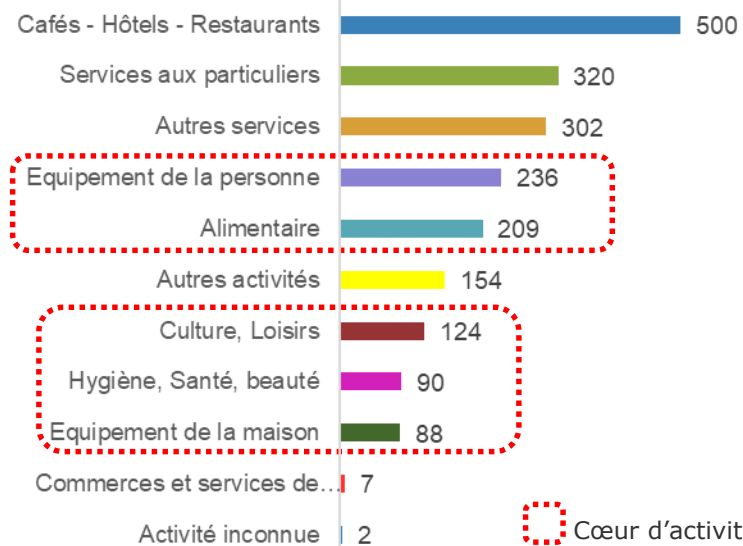 Cafés - Hôtels - Restaurants 500
Services aux particuliers 320
Autres services 302
Equipement de la personne 236
Alimentaire 209
Autres activités 154
Culture, Loisirs 124
Hygiène, Santé, beauté 90
Equipement de la maison 88
Commerces et services de... 7
Activité inconnue 2
Cœur d'activit